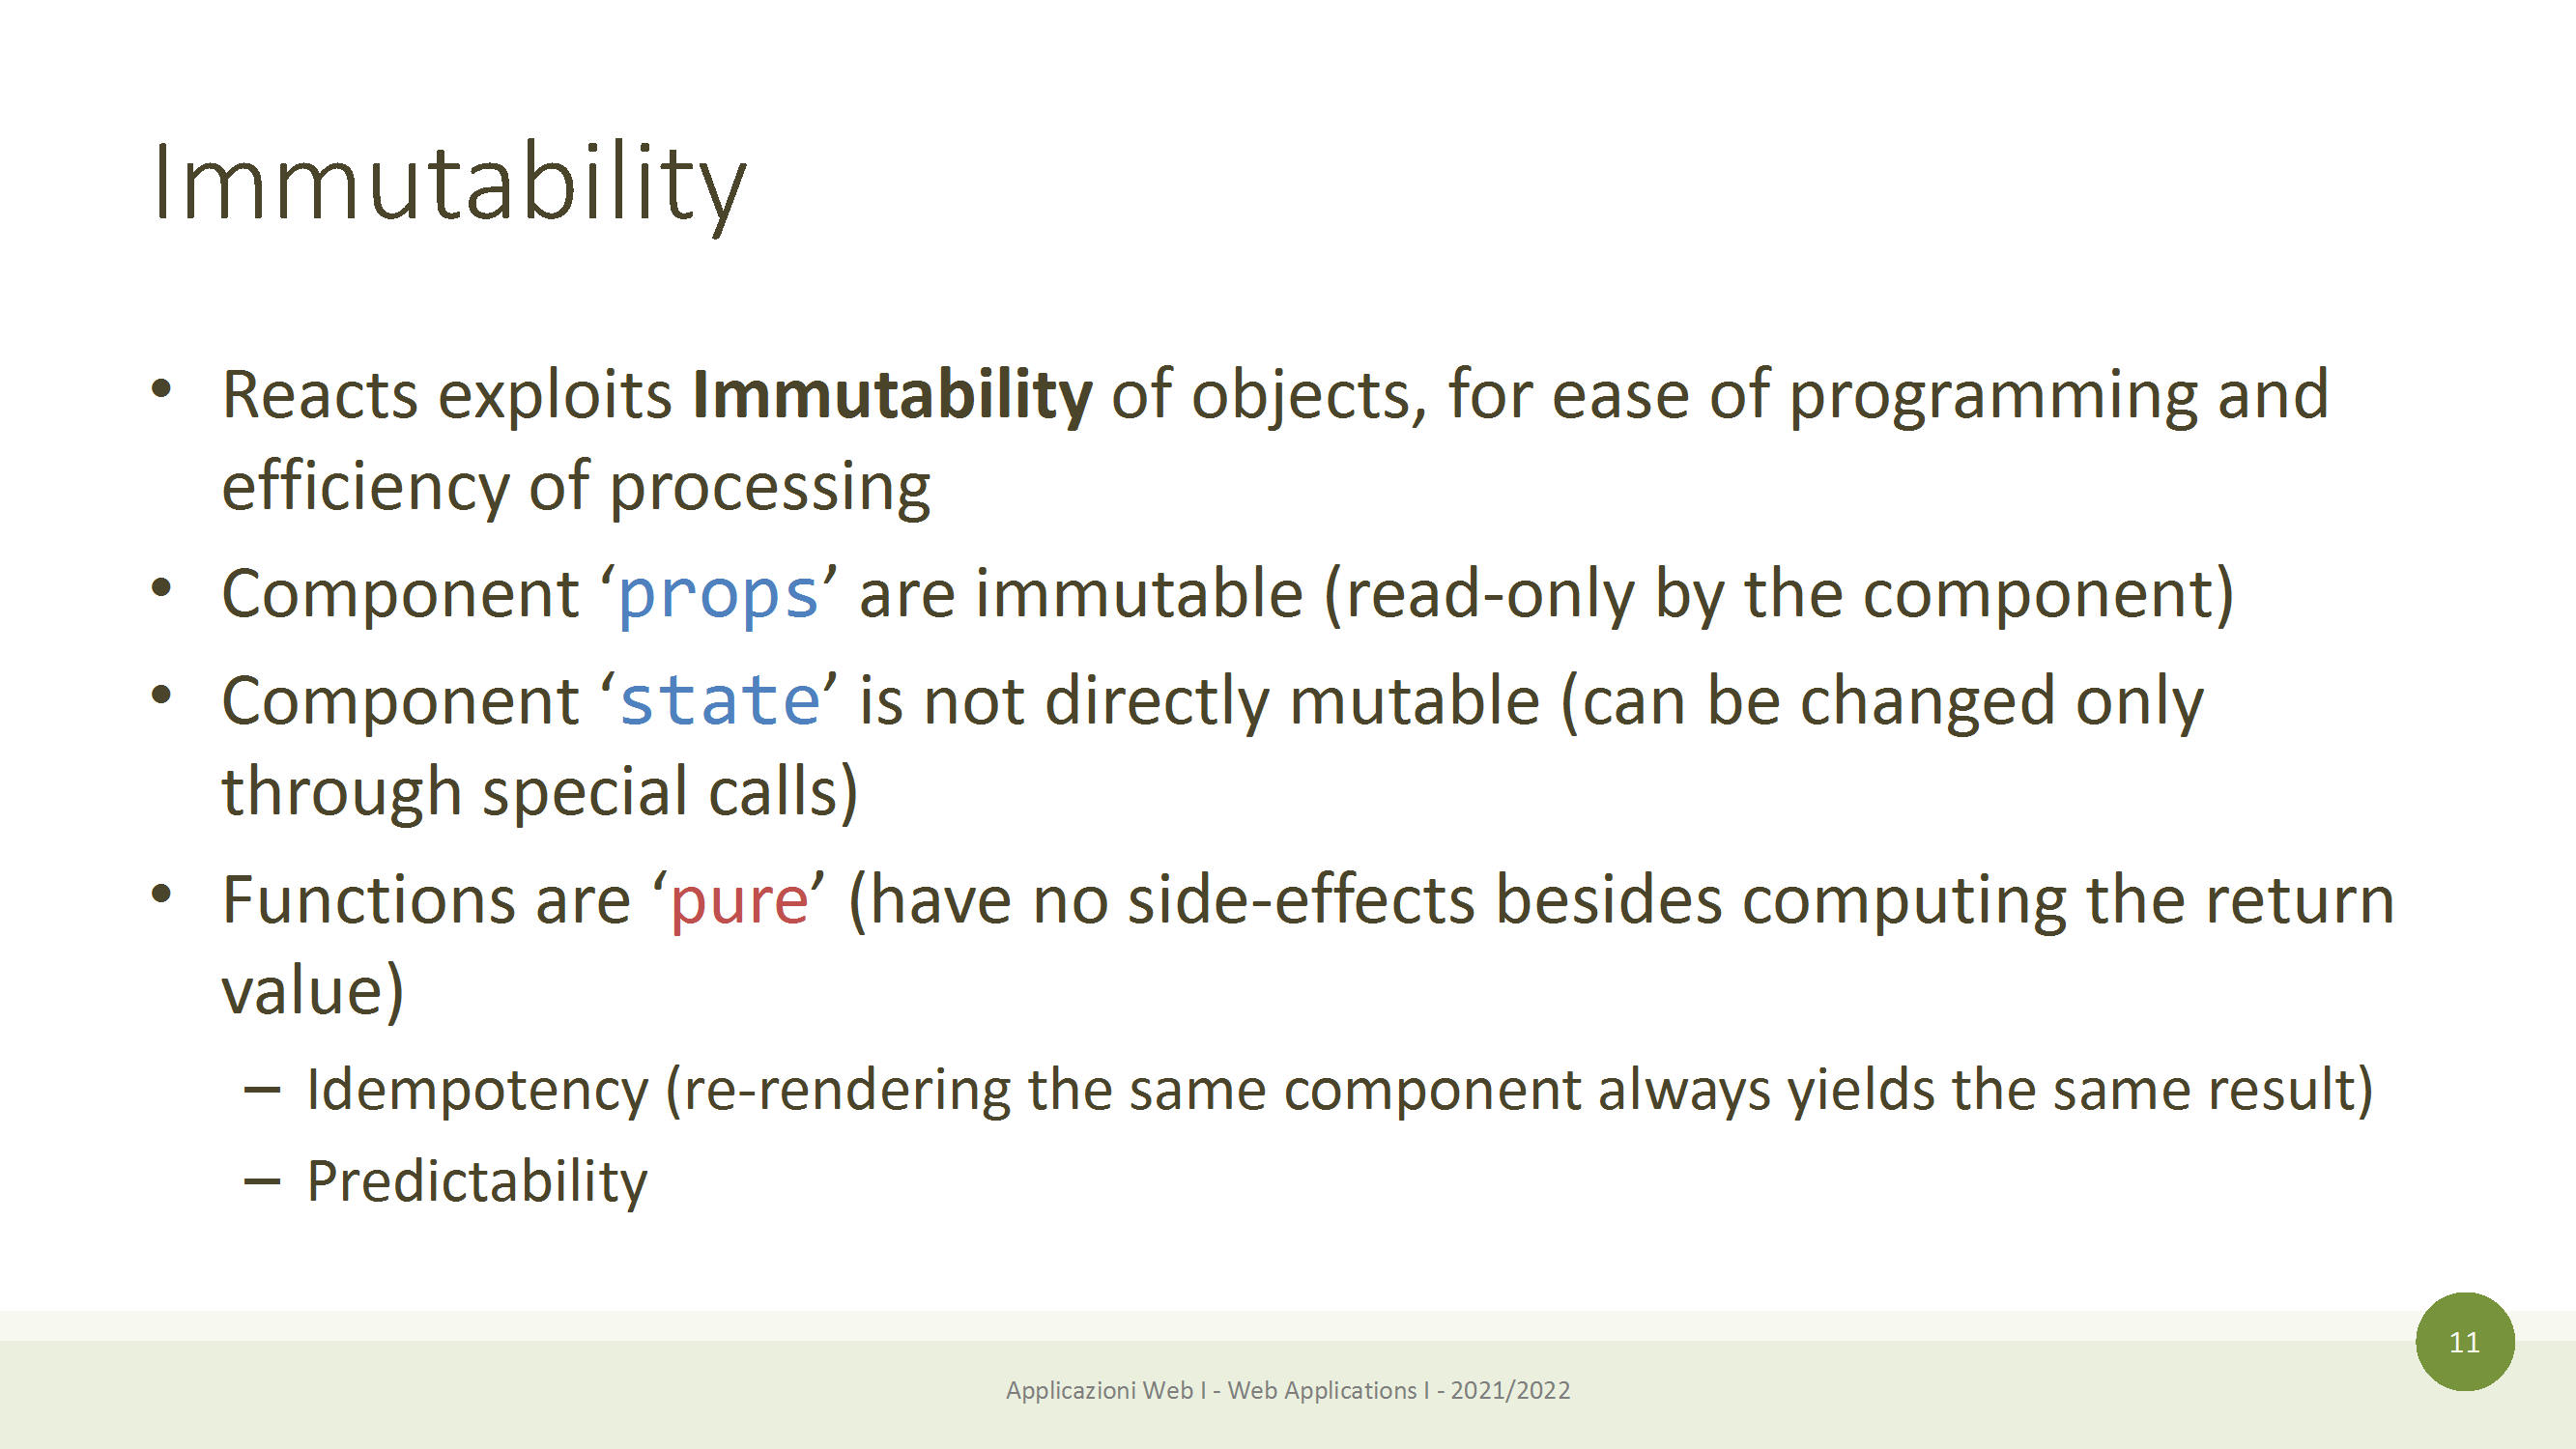 Immutability
• Reacts exploits Immutability of objects, for ease of programming and
efficiency of processing
• Component ‘props’ are immutable (read-only by the component)
• Component ‘state’ is not directly mutable (can be changed only
through special calls)
• Functions are ‘pure’ (have no side-effects besides computing the return
value)
– Idempotency (re-rendering the same component always yields the same result)
– Predictability
11
Applicazioni Web I - Web Applications I - 2021/2022